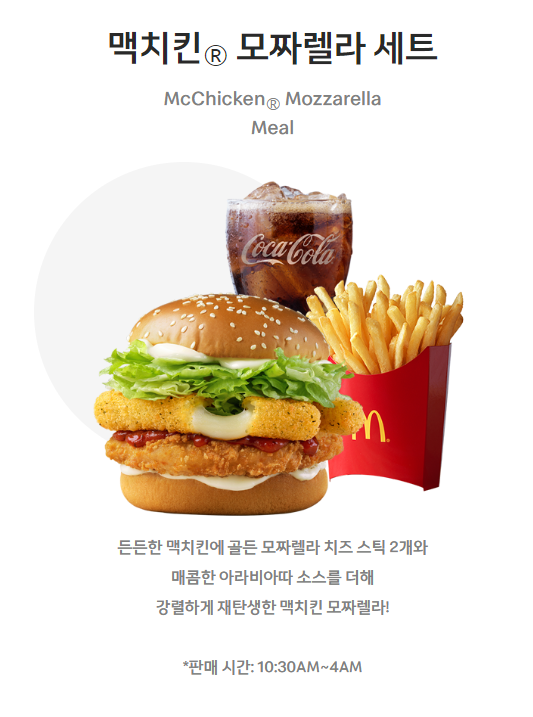 맥치킨® 모짜렐라 세트
McChicken® Mozzarella
Meal
Coca-Cola
든든한 맥치킨에 골든 모짜렐라 치즈 스틱 2개와
매콤한 아라비아따 소스를 더해
강렬하게 재탄생한 맥치킨 모짜렐라!
*판매 시간: 10:30AM~4AM